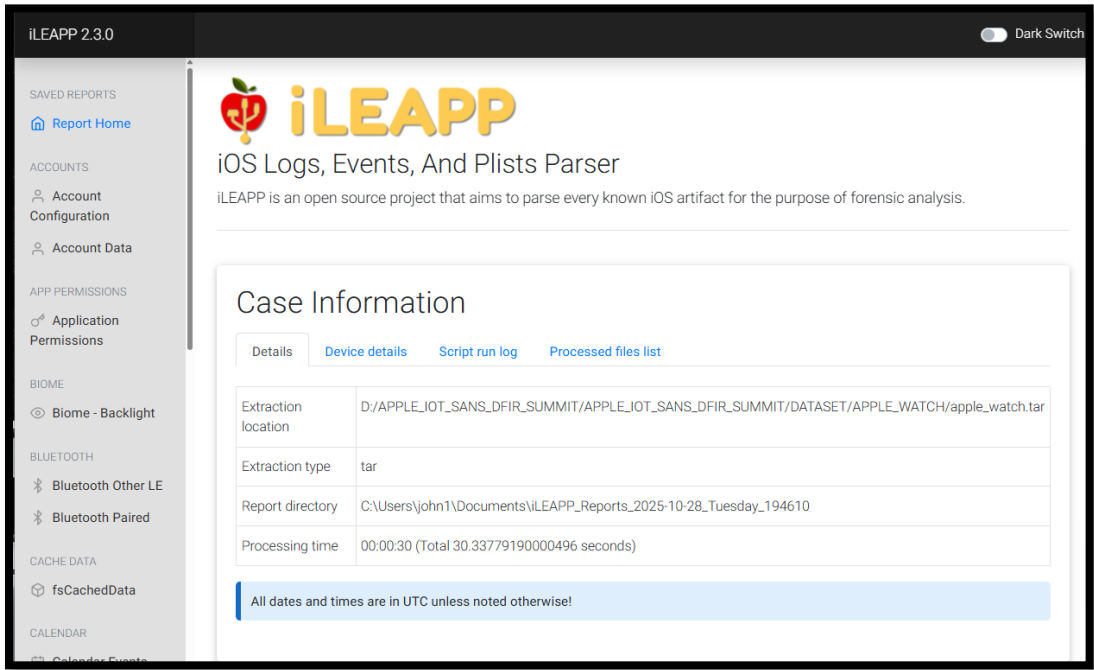 iLEAPP 2.3.0
Dark Switch
SAVED REPORTS
Report Home
ACCOUNTS
Account
Configuration
Account Data
APP PERMISSIONS
Application
Permissions
BIOME
Biome - Backlight
BLUETOOTH
Bluetooth Other LE
Bluetooth Paired
CACHE DATA
fsCachedData
CALENDAR
Calendar Events
iLEAPP
iOS Logs, Events, And Plists Parser
iLEAPP is an open source project that aims to parse every known iOS artifact for the purpose of forensic analysis.
Case Information
Details Device details Script run log Processed files list
Extraction location D:/APPLE_IOT_SANS_DFIR_SUMMIT/APPLE_IOT_SANS_DFIR_SUMMIT/DATASET/APPLE_WATCH/apple_watch.tar
Extraction type tar
Report directory C:\Users\john1\Documents\iLEAPP_Reports_2025-10-28_Tuesday_194610
Processing time 00:00:30 (Total 30.33779190000496 seconds)
All dates and times are in UTC unless noted otherwise!